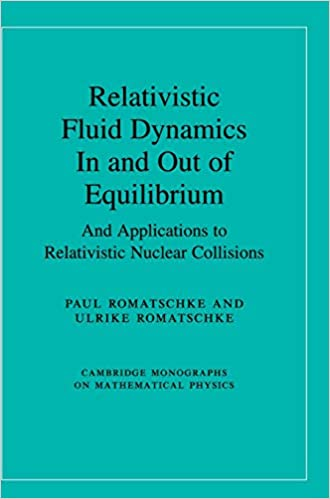 Relativistic
Fluid Dynamics
In and Out of
Equilibrium
And Applications to
Relativistic Nuclear Collisions
PAUL ROMATSCHKE AND
ULRIKE ROMATSCHKE
CAMBRIDGE MONOGRAPHS
ON MATHEMATICAL PHYSICS